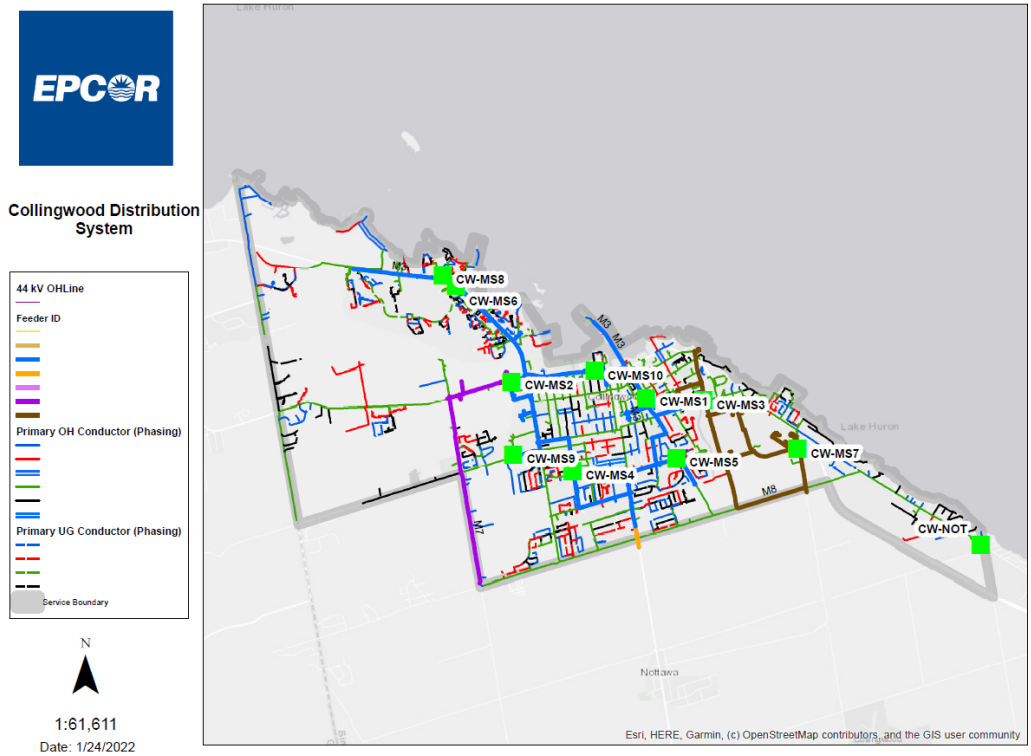 EPCOR
Collingwood Distribution
System
44 kV OHLine
Feeder ID
Primary OH Conductor (Phasing)
Primary UG Conductor (Phasing)
Service Boundary
N
1:61,611
Date: 1/24/2022
Lake Huron
CW-MS8
CW-MS6
M3
M3
CW-MS2
CW-MS10
CW-MS1
CW-MS3
Lake Huron
CW-MS9
CW-MS4
CW-MS5
CW-MS7
M8
M7
CW-NOT
Nottawa
Esri, HERE, Garmin, (c) OpenStreetMap contributors, and the GIS user community